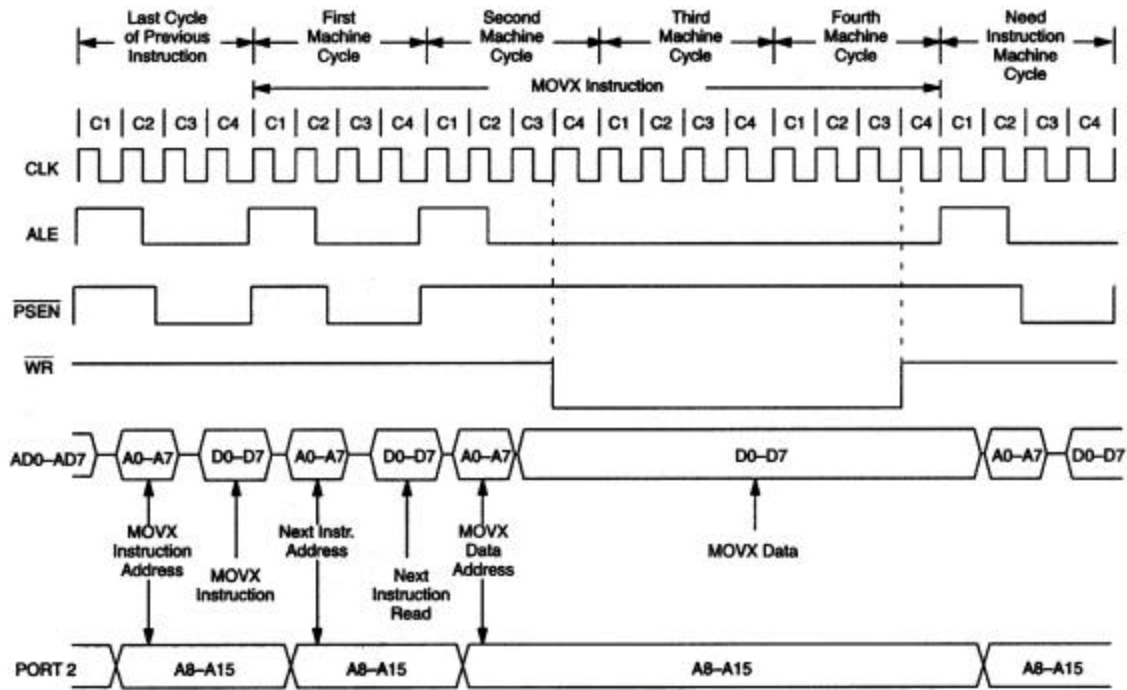 Last Cycle of Previous Instruction
First Machine Cycle
Second Machine Cycle
Third Machine Cycle
Fourth Machine Cycle
Need Instruction Machine Cycle
MOVX Instruction
C1 C2 C3 C4 C1 C2 C3 C4 C1 C2 C3 C4 C1 C2 C3 C4 C1 C2 C3 C4 C1 C2 C3 C4
CLK
ALE
PSEN
WR
AD0–AD7 A0–A7 D0–D7 A0–A7 D0–D7 A0–A7 D0–D7 A0–A7 D0–D7
MOVX Instruction Address
MOVX Instruction
Next Instr. Address
Next Instruction Read
MOVX Data Address
MOVX Data
PORT 2 A8–A15 A8–A15 A8–A15 A8–A15